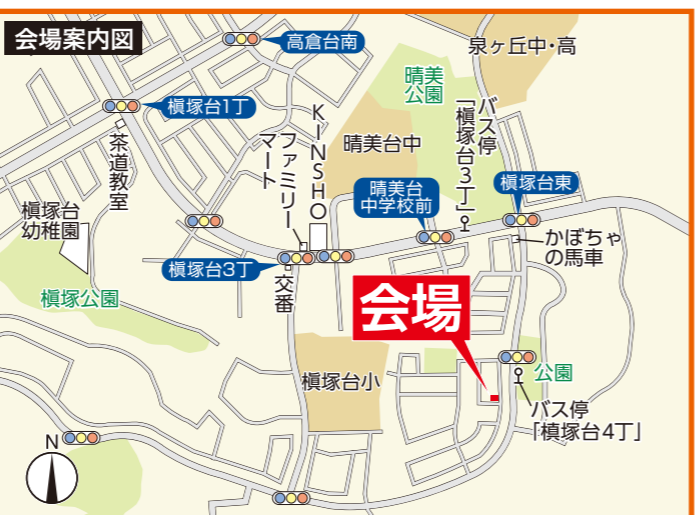 会場案内図
高倉台南
泉ヶ丘中・高
晴美
公園
バス停
「槇塚台3丁」
槇塚台1丁
茶道教室
KINSHO
ファミリー
マート
晴美台中
晴美台
中学校前
槇塚台東
槇塚台
幼稚園
かぼちゃ
の馬車
槇塚台3丁
交番
槇塚公園
会場
槇塚台小
公園
バス停
「槙塚台4丁」
N